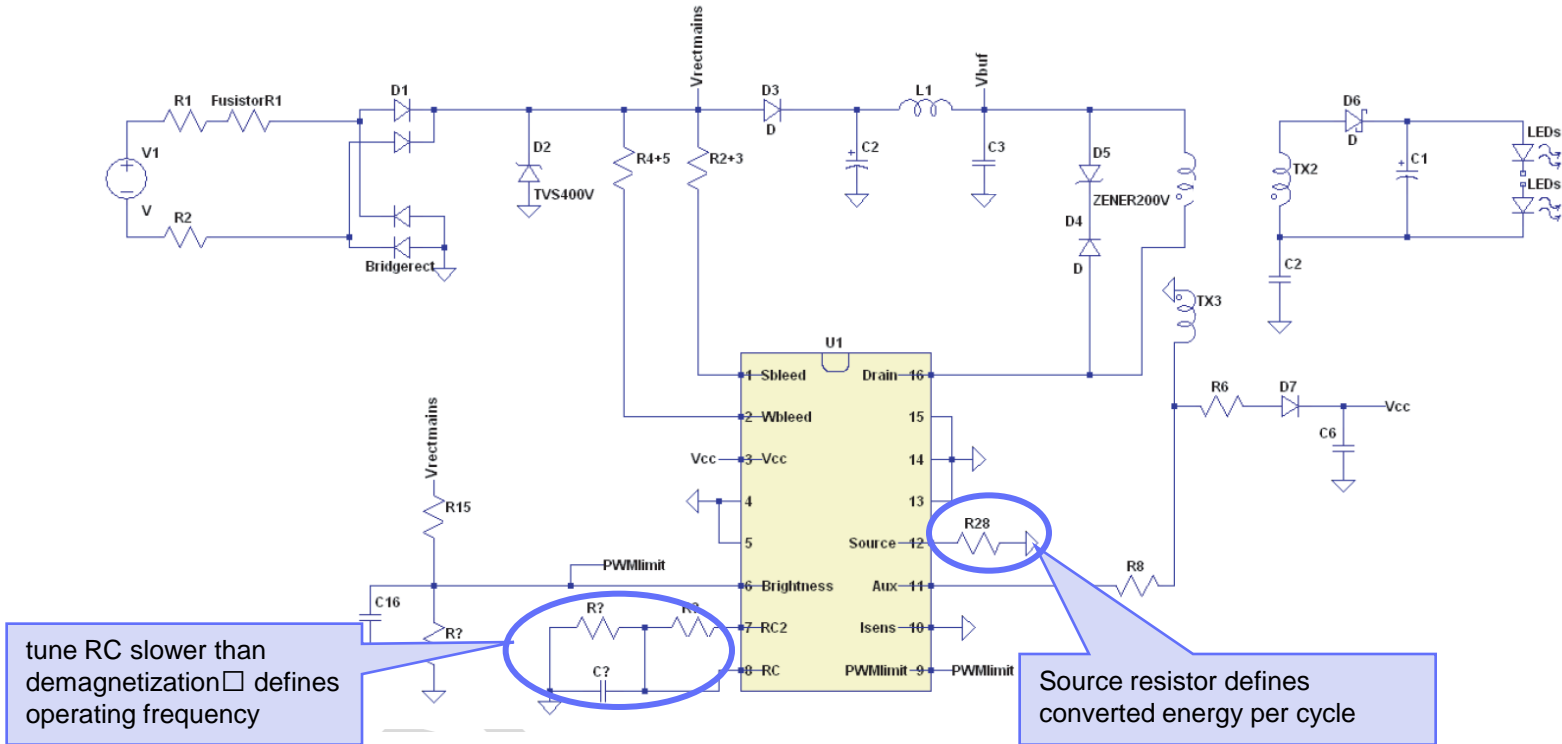 Vrectmains
Vbuf
R1
FusistorR1
D1
D3
D
L1
D6
D
LEDs
LEDs
V1
V
R2
Bridgerect
D2
TVS400V
R4+5
R2+3
C2
C3
D5
ZENER200V
D4
D
TX2
C1
C2
TX3
U1
1 Sbleed
Drain 16
2 Wbleed
15
Vcc
3 Vcc
14
4
13
5
Source 12
R28
6 Brightness
Aux 11
R8
7 RC2
Isens 10
8 RC
PWMlimit 9
PWMlimit
R6
D7
Vcc
C6
Vrectmains
R15
PWMlimit
C16
R?
R?
R?
C?
tune RC slower than
demagnetization□ defines
operating frequency
Source resistor defines
converted energy per cycle